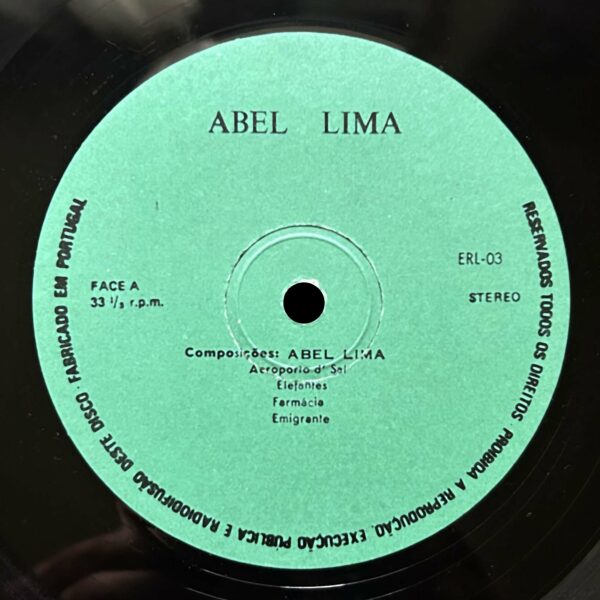 ABEL LIMA
FACE A
33 ⅓ r.p.m.
ERL-03
STEREO
Composições: ABEL LIMA
Aeroporto d' Sal
Elefantes
Farmácia
Emigrante
RESERVADOS TODOS OS DIREITOS. PROIBIDA A REPRODUÇÃO, EXECUÇÃO PÚBLICA E RADIODIFUSÃO DESTE DISCO · FABRICADO EM PORTUGAL